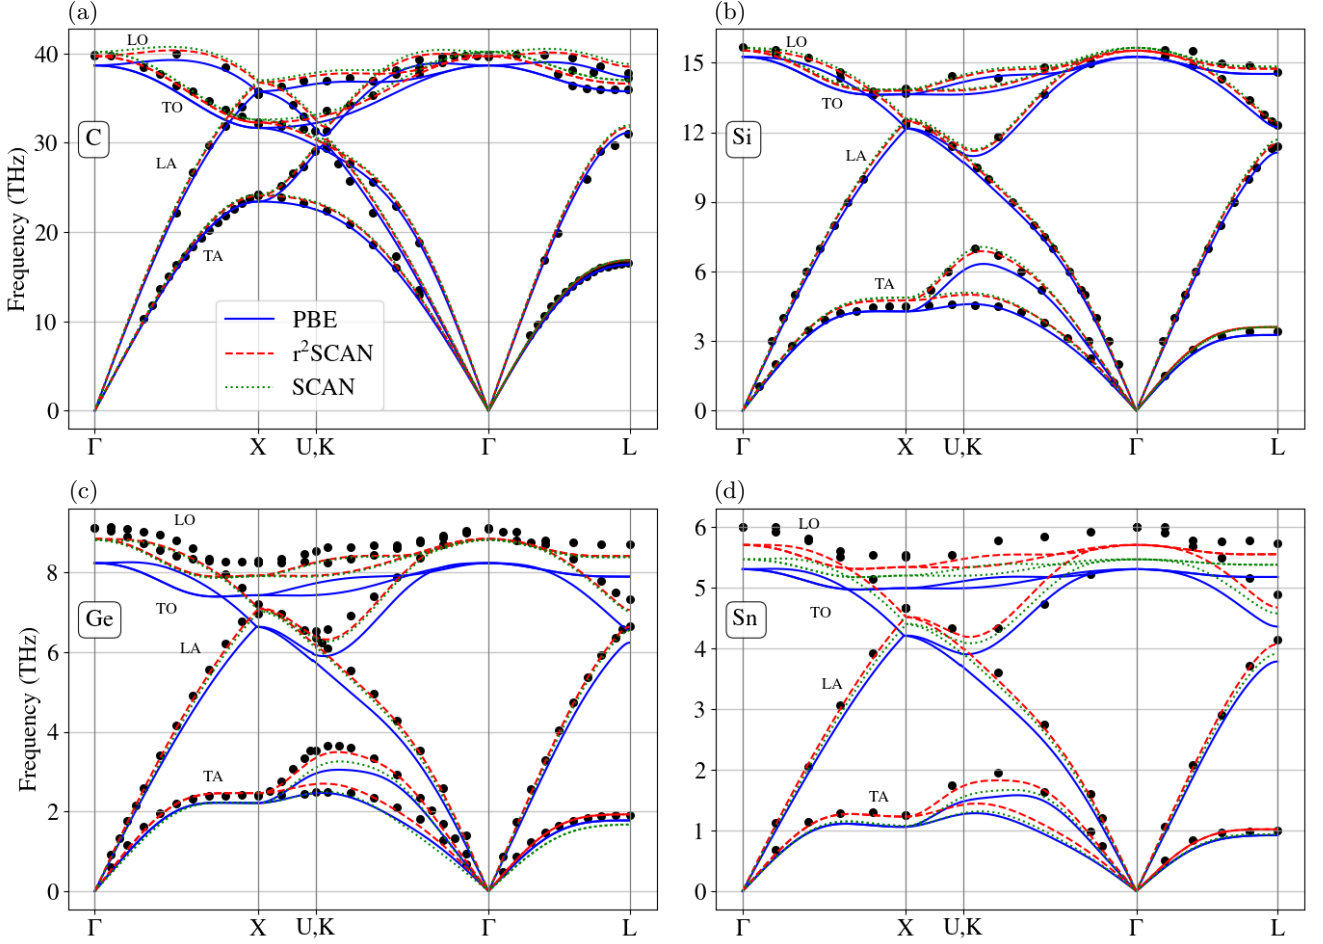 (a)
(b)
Frequency (THz)
40
30
20
10
0
LO
TO
C
LA
TA
PBE
r²SCAN
SCAN
Γ X U,K Γ L
15
12
9
6
3
0
LO
TO
Si
LA
TA
Γ X U,K Γ L
(c)
(d)
Frequency (THz)
8
6
4
2
0
LO
TO
Ge
LA
TA
Γ X U,K Γ L
6
5
4
3
2
1
0
LO
TO
Sn
LA
TA
Γ X U,K Γ L